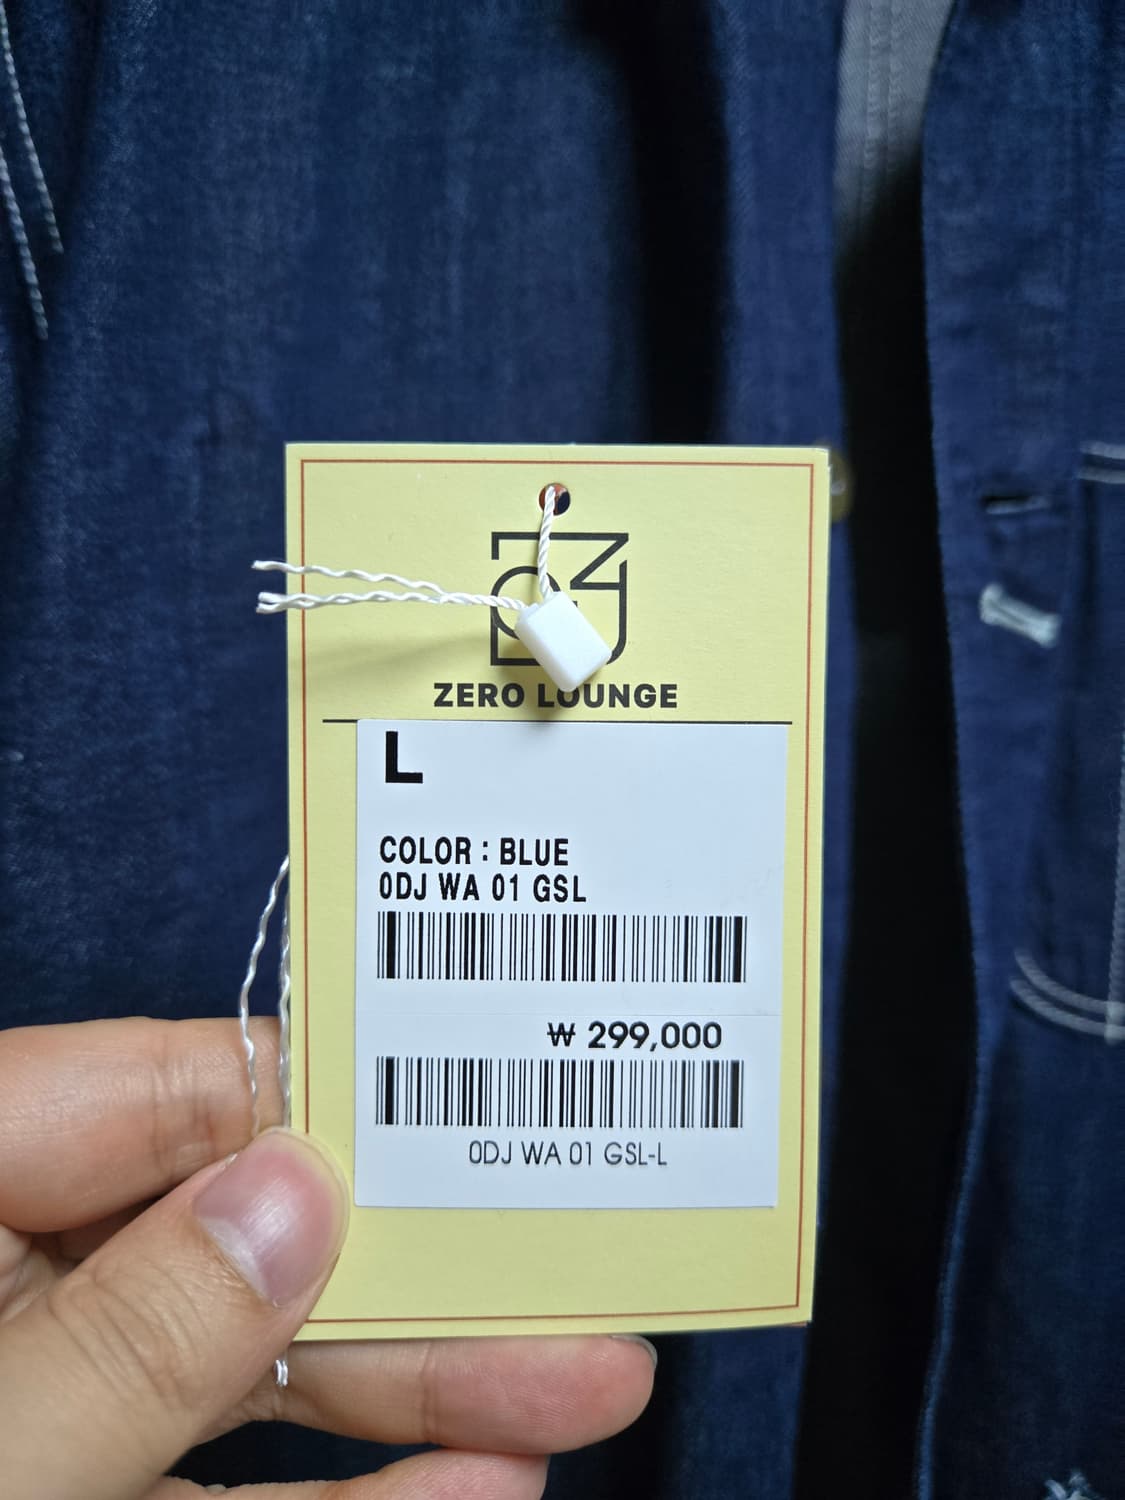 ZERO LOUNGE
L
COLOR : BLUE
0DJ WA 01 GSL
₩ 299,000
0DJ WA 01 GSL-L